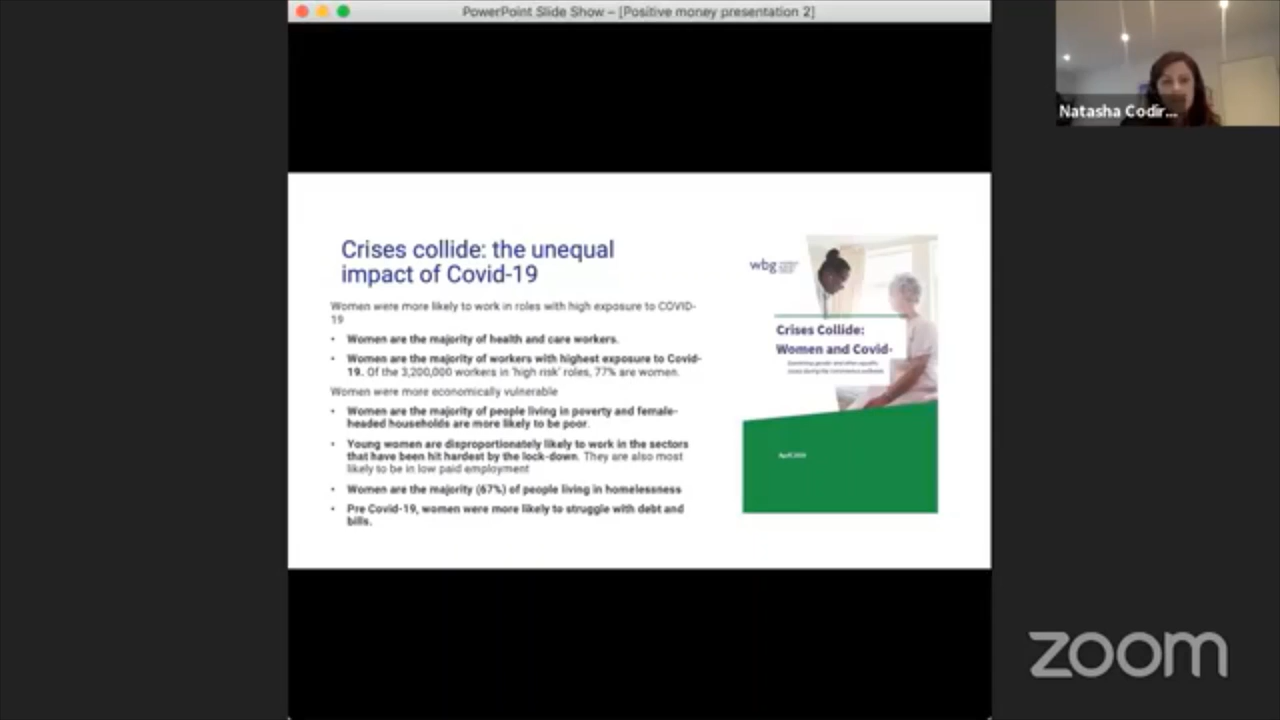 PowerPoint Slide Show – [Positive money presentation 2]
Natasha Codir...
Crises collide: the unequal
impact of Covid-19
Women were more likely to work in roles with high exposure to COVID-
19
• Women are the majority of health and care workers.
• Women are the majority of workers with highest exposure to Covid-
19. Of the 3,200,000 workers in 'high risk' roles, 77% are women.
Women were more economically vulnerable
• Women are the majority of people living in poverty and female-
headed households are more likely to be poor.
• Young women are disproportionately likely to work in the sectors
that have been hit hardest by the lock-down. They are also most
likely to be in low paid employment
• Women are the majority (67%) of people living in homelessness
• Pre Covid-19, women were more likely to struggle with debt and
bills.
wbg
Crises Collide:
Women and Covid-
zoom